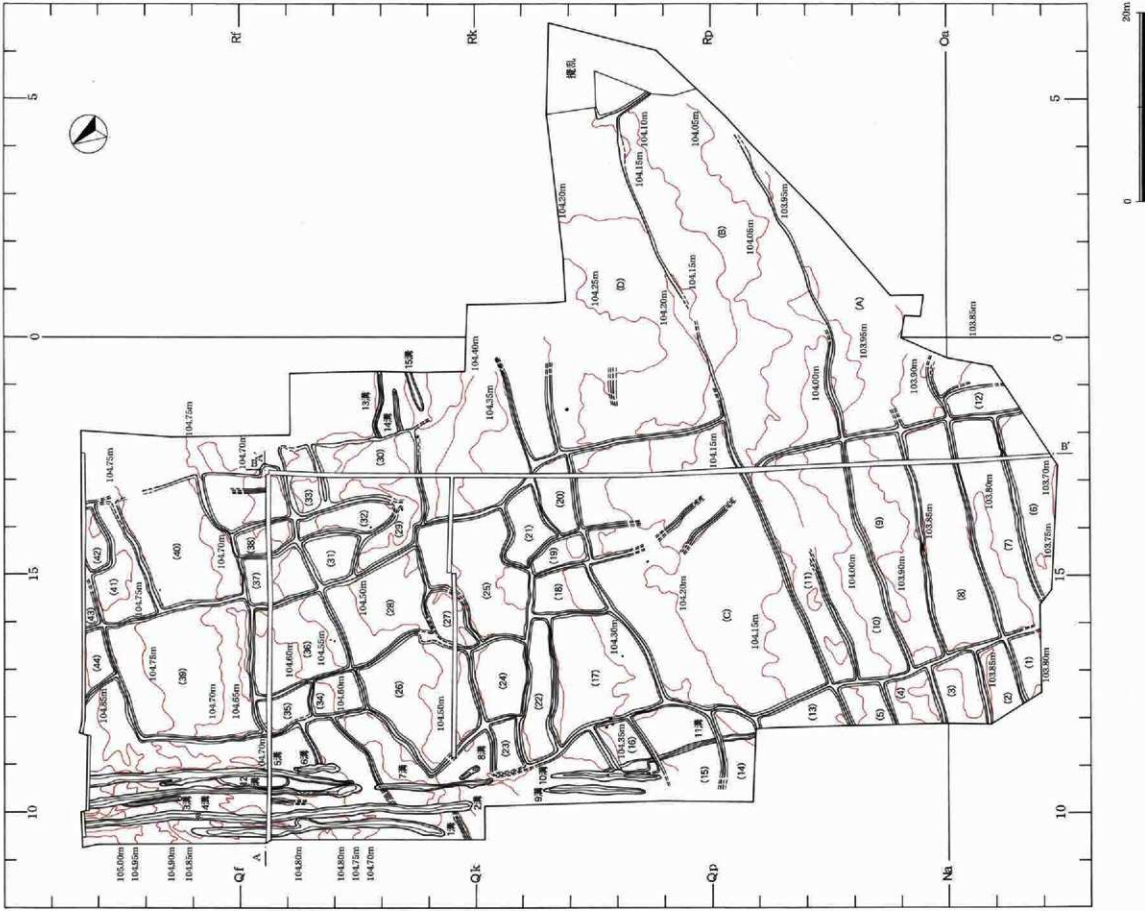 20m
0
Rf
Rk
Rp
Oa
5
5
撹乱
104.10m
104.05m
104.15m
103.95m
104.20m
(B)
104.05m
104.25m
(D)
104.15m
104.20m
(A)
0
0
103.85m
104.40m
103.95m
15溝
13溝
14溝
104.35m
104.00m
103.90m
(12)
104.75m
104.75m
104.70m
B
A'
(30)
104.15m
B'
(33)
(20)
103.80m
103.70m
(6)
(42)
(40)
(38)
(32)
(29)
(21)
(9)
103.85m
(7)
103.75m
(41)
104.70m
(31)
(19)
15
15
(43)
104.75m
(37)
104.50m
(28)
(25)
(18)
104.20m
(11)
104.00m
103.90m
(8)
(27)
(C)
(10)
(44)
104.75m
(36)
104.60m
104.55m
104.30m
104.15m
(1)
(39)
(24)
(17)
103.85m
103.80m
104.85m
104.70m
104.65m
(34)
104.60m
(26)
(22)
(4)
(3)
(2)
(35)
104.50m
(13)
(5)
104.70m
5溝
6溝
7溝
8溝
(23)
104.35m
(16)
11溝
12溝
10溝
9溝
(15)
(14)
3溝
4溝
2溝
1溝
10
10
A
105.00m
104.95m
104.90m
104.85m
104.80m
104.80m
104.75m
104.70m
Qf
Qk
Qp
Na